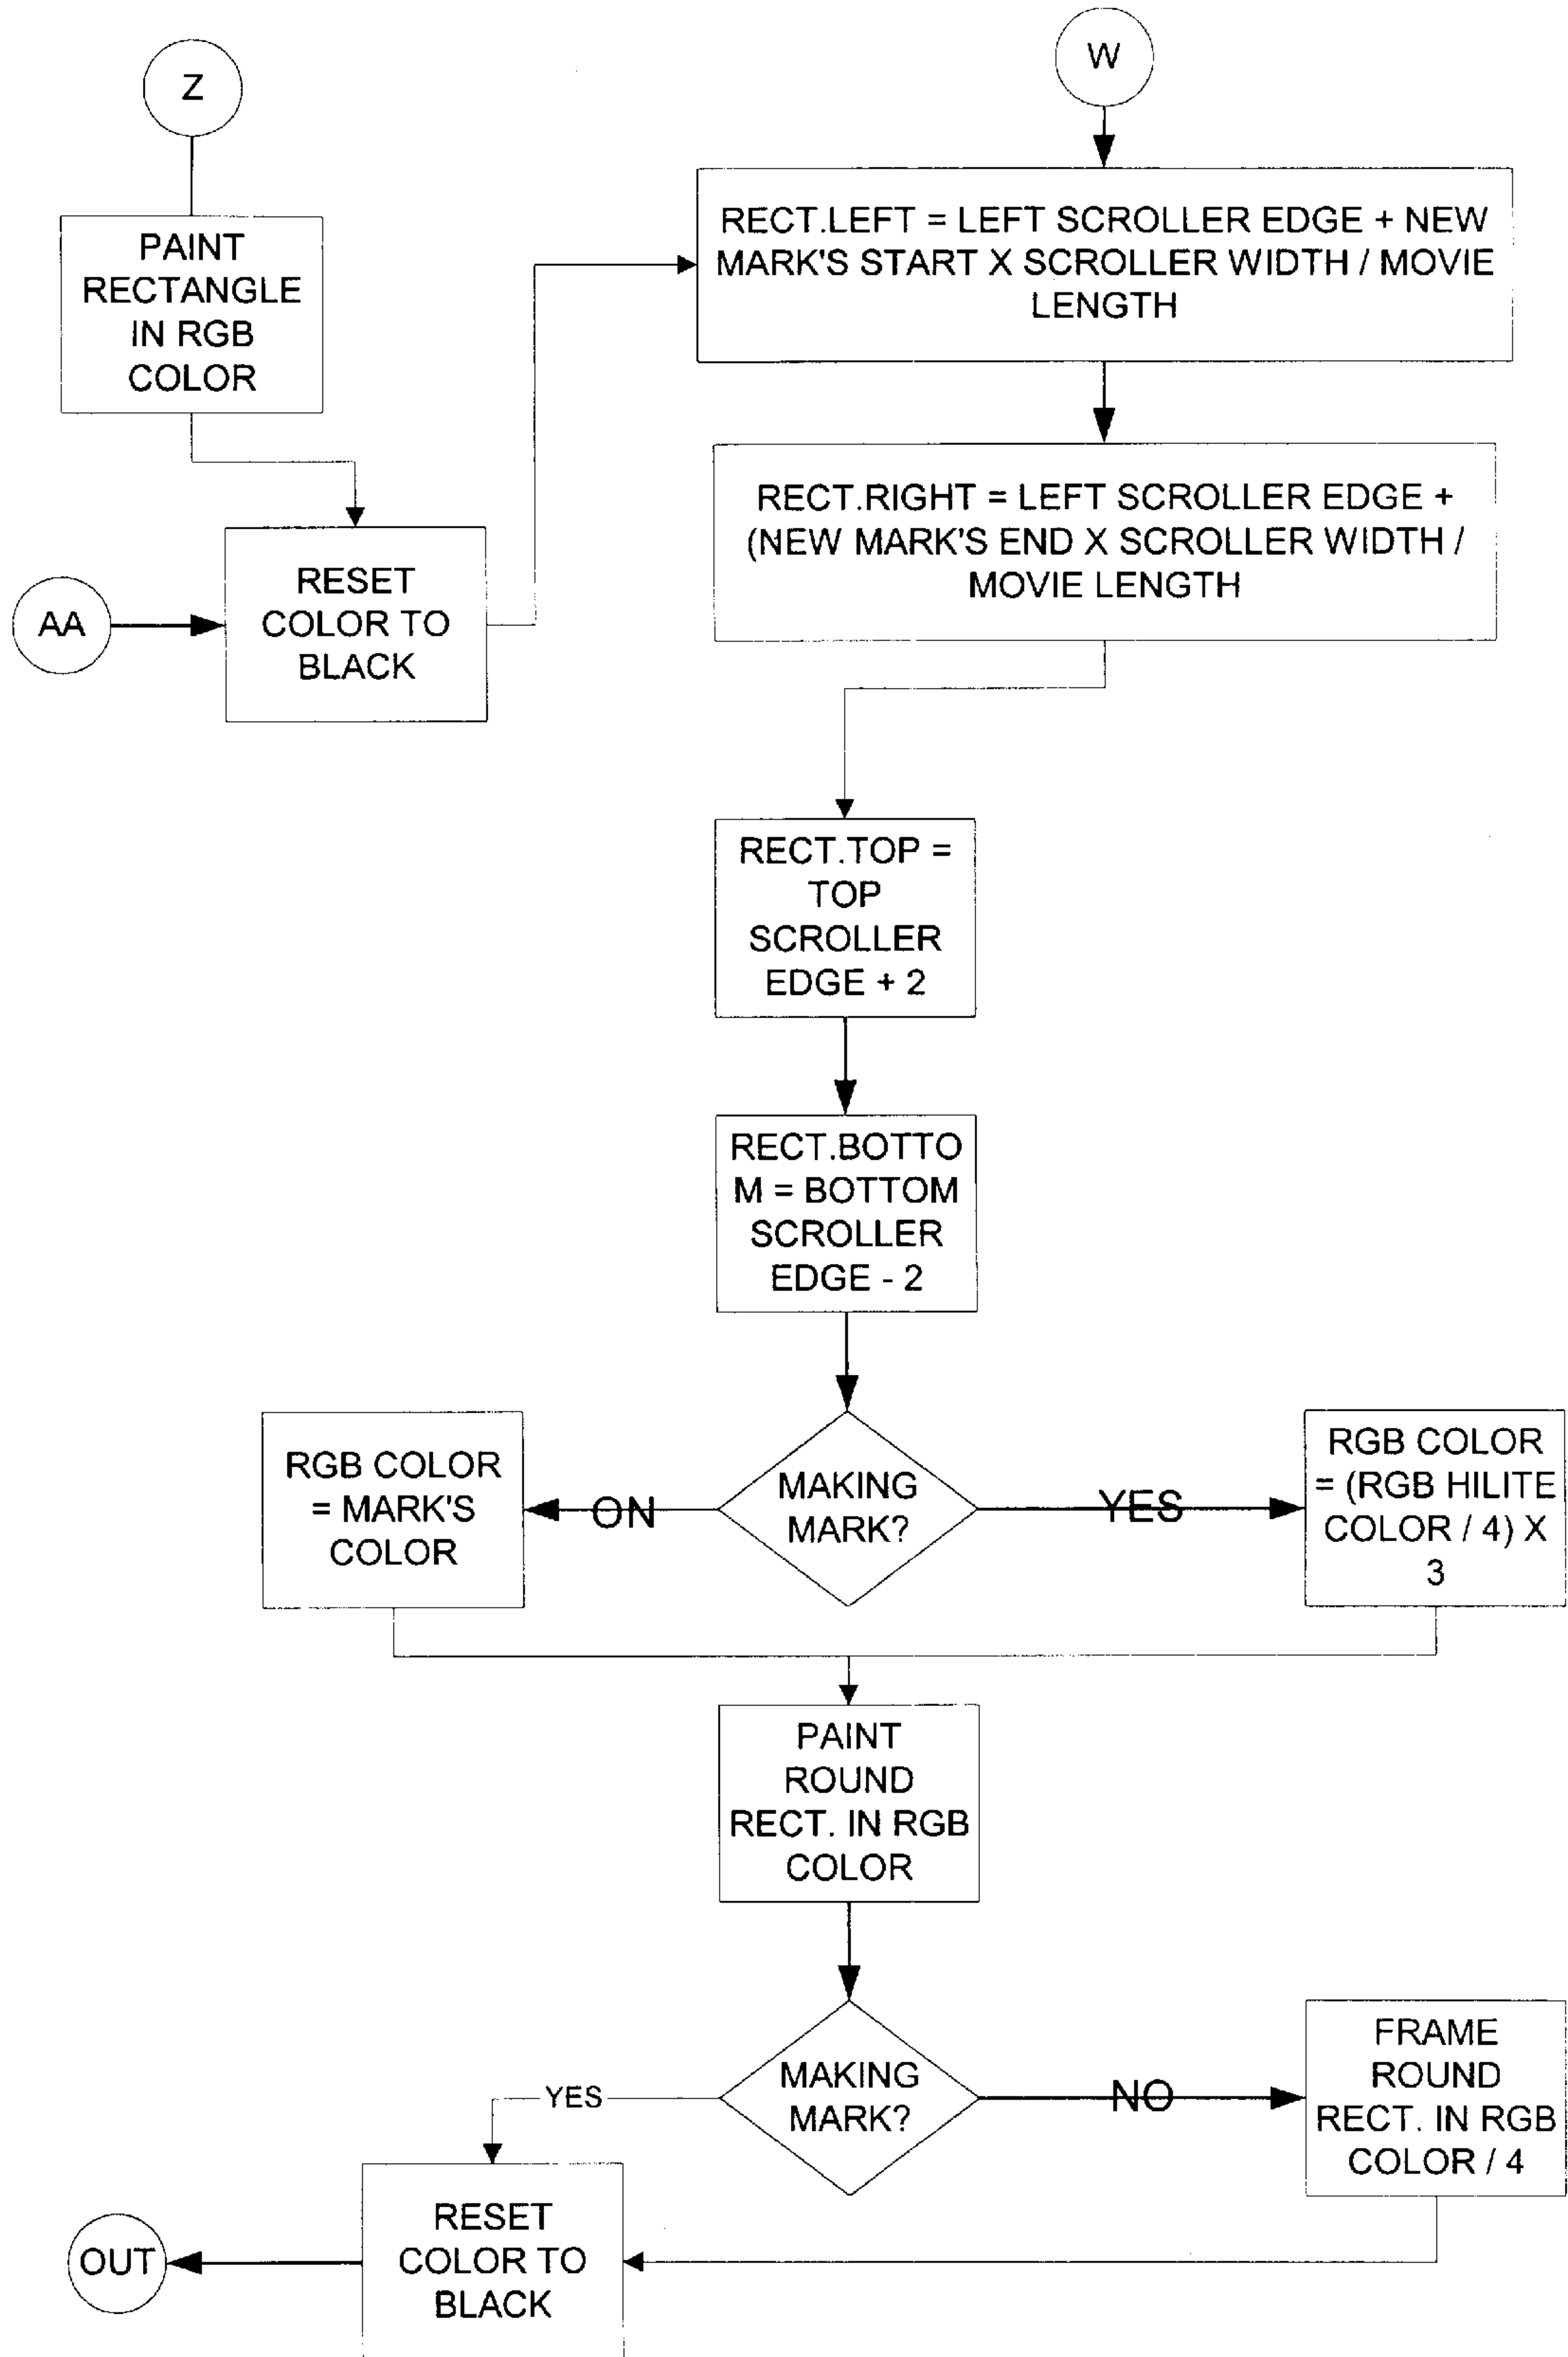 Z
W
PAINT
RECTANGLE
IN RGB
COLOR
RECT.LEFT = LEFT SCROLLER EDGE + NEW
MARK'S START X SCROLLER WIDTH / MOVIE
LENGTH
RECT.RIGHT = LEFT SCROLLER EDGE +
(NEW MARK'S END X SCROLLER WIDTH /
MOVIE LENGTH
AA
RESET
COLOR TO
BLACK
RECT.TOP =
TOP
SCROLLER
EDGE + 2
RECT.BOTTO
M = BOTTOM
SCROLLER
EDGE - 2
RGB COLOR
= MARK'S
COLOR
ON
MAKING
MARK?
YES
RGB COLOR
= (RGB HILITE
COLOR / 4) X
3
PAINT
ROUND
RECT. IN RGB
COLOR
YES
MAKING
MARK?
NO
FRAME
ROUND
RECT. IN RGB
COLOR / 4
OUT
RESET
COLOR TO
BLACK